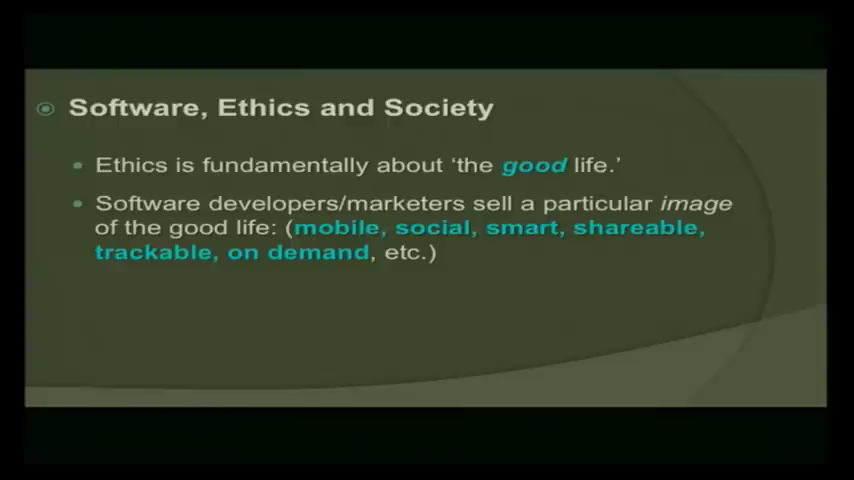 Software, Ethics and Society
Ethics is fundamentally about ‘the good life.’
Software developers/marketers sell a particular image
of the good life: (mobile, social, smart, shareable,
trackable, on demand, etc.)